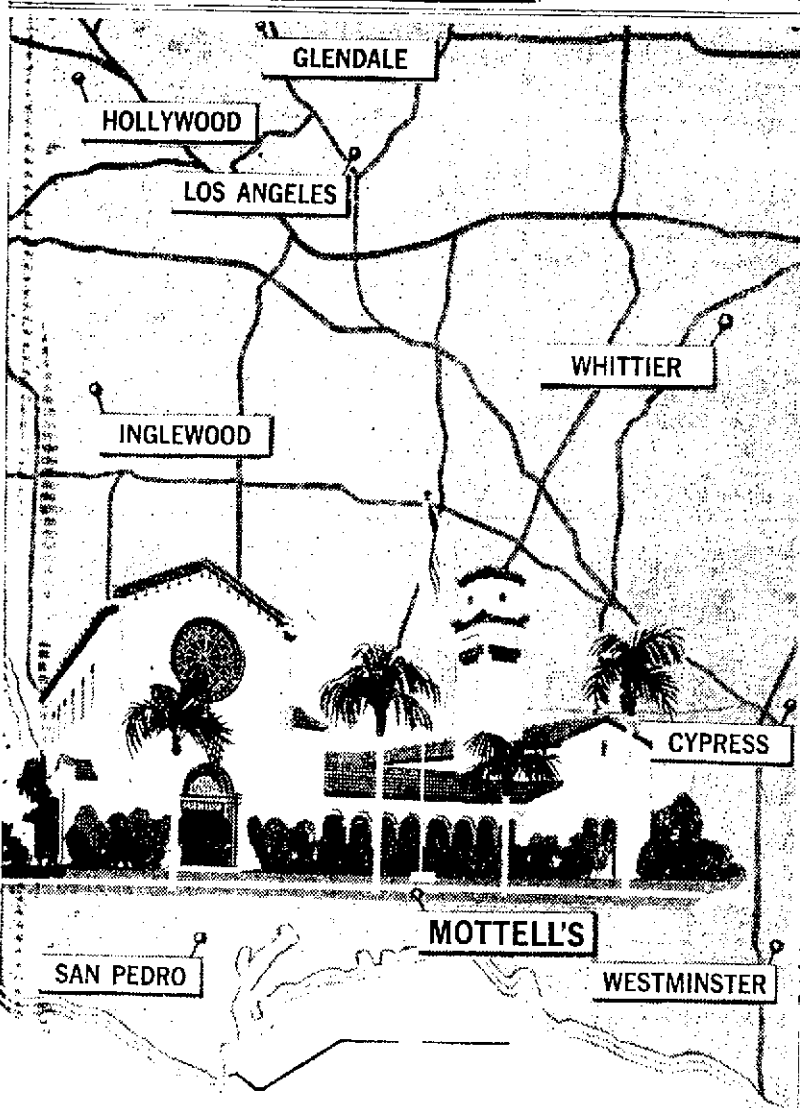 GLENDALE
HOLLYWOOD
LOS ANGELES
WHITTIER
INGLEWOOD
CYPRESS
MOTTELL'S
SAN PEDRO
WESTMINSTER